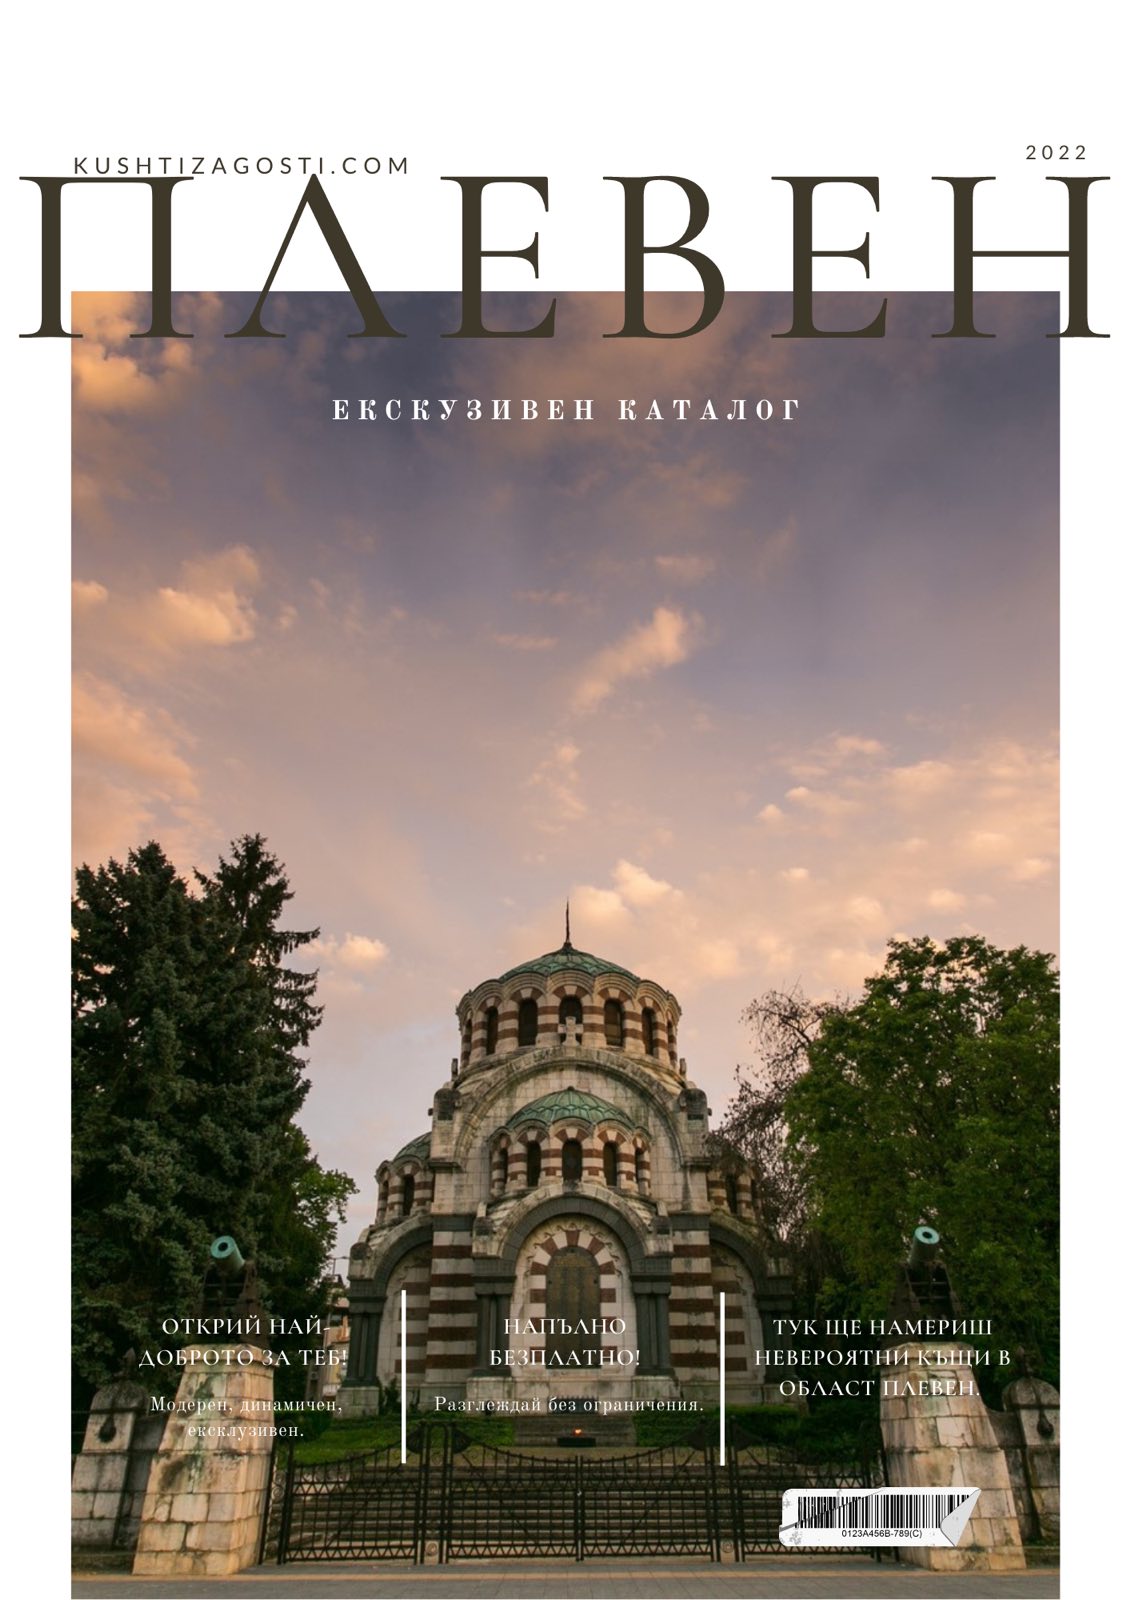 KUSHTIZAGOSTI.COM
2022
ПЛЕВЕН
ЕКСКУЗИВЕН КАТАЛОГ
ОТКРИЙ НАЙ-
ДОБРОТО ЗА ТЕБ!
Модерен, динамичен,
ексклузивен.
НАПЪЛНО
БЕЗПЛАТНО!
Разглеждай без ограничения.
ТУК ЩЕ НАМЕРИШ
НЕВЕРОЯТНИ КЪЩИ В
ОБЛАСТ ПЛЕВЕН.
0123A456B-789(C)